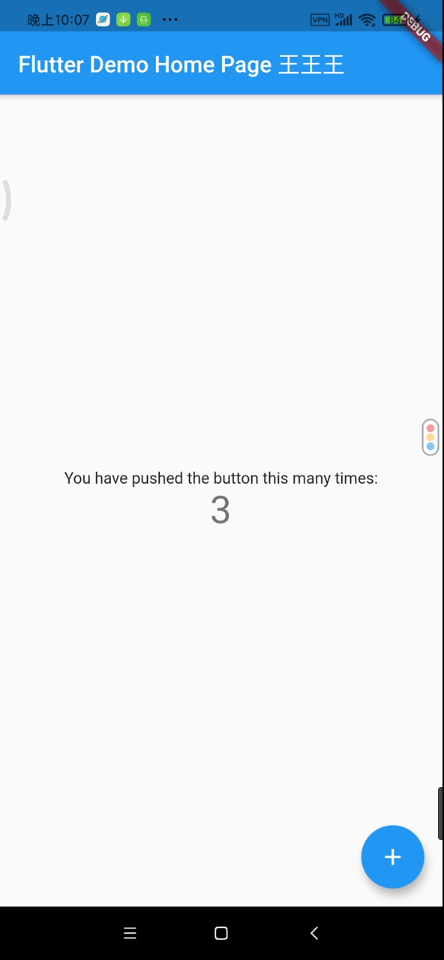 晚上10:07
VPN
HD
DEBUG
Flutter Demo Home Page 王王王
You have pushed the button this many times:
3